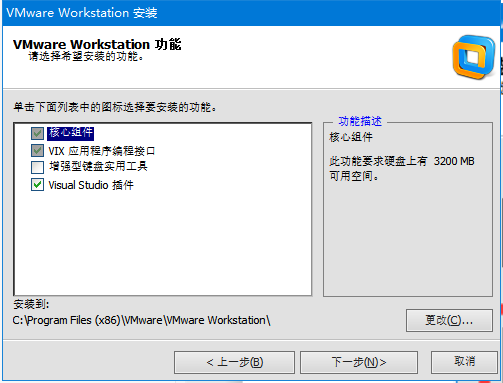 VMware Workstation 安装
VMware Workstation 功能
请选择希望安装的功能。
单击下面列表中的图标选择要安装的功能。
核心组件
VIX 应用程序编程接口
增强型键盘实用工具
Visual Studio 插件
功能描述
核心组件
此功能要求硬盘上有 3200 MB
可用空间。
安装到:
C:\Program Files (x86)\VMware\VMware Workstation\
更改(C)...
< 上一步(B)
下一步(N)>
取消